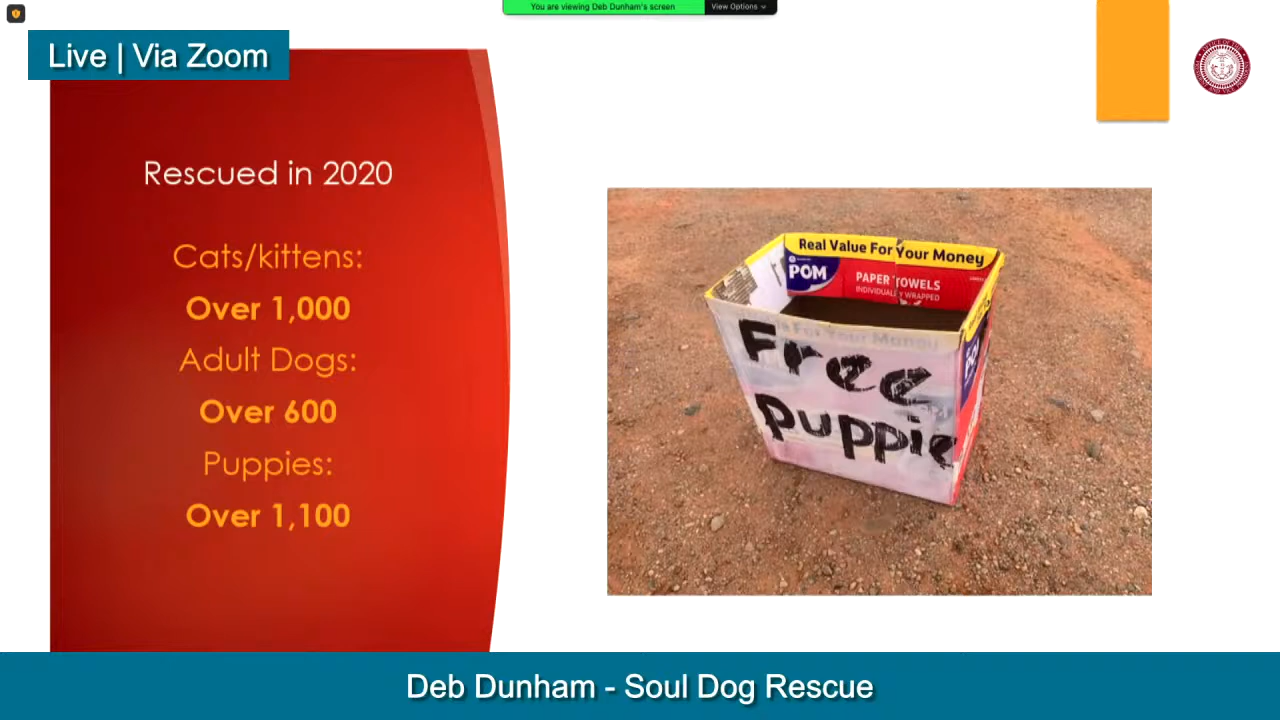 You are viewing Deb Dunham's screen
View Options
Live | Via Zoom
Rescued in 2020
Cats/kittens:
Over 1,000
Adult Dogs:
Over 600
Puppies:
Over 1,100
Real Value For Your Money
POM
PAPER TOWELS
INDIVIDUALLY WRAPPED
Free
Puppie
Deb Dunham - Soul Dog Rescue